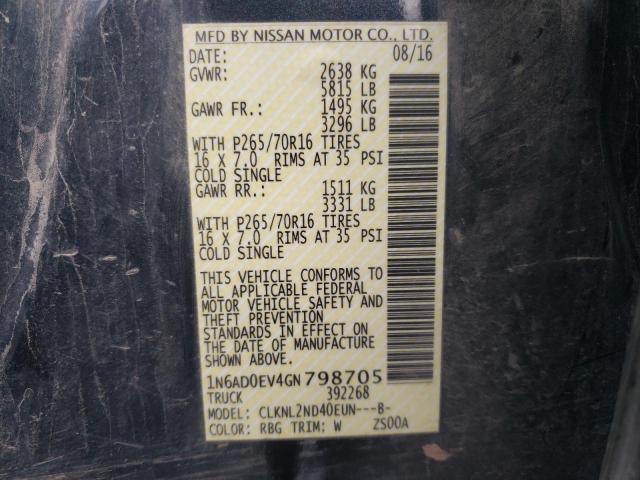 MFD BY NISSAN MOTOR CO., LTD.
DATE: 08/16
GVWR: 2638 KG
5815 LB
GAWR FR.: 1495 KG
3296 LB
WITH P265/70R16 TIRES
16 X 7.0 RIMS AT 35 PSI
COLD SINGLE
GAWR RR.: 1511 KG
3331 LB
WITH P265/70R16 TIRES
16 X 7.0 RIMS AT 35 PSI
COLD SINGLE
THIS VEHICLE CONFORMS TO
ALL APPLICABLE FEDERAL
MOTOR VEHICLE SAFETY AND
THEFT PREVENTION
STANDARDS IN EFFECT ON
THE DATE OF MANUFACTURE
SHOWN ABOVE.
1N6AD0EV4GN798705
TRUCK 392268
MODEL: CLKNL2ND40EUN---B-
COLOR: RBG TRIM: W ZS00A